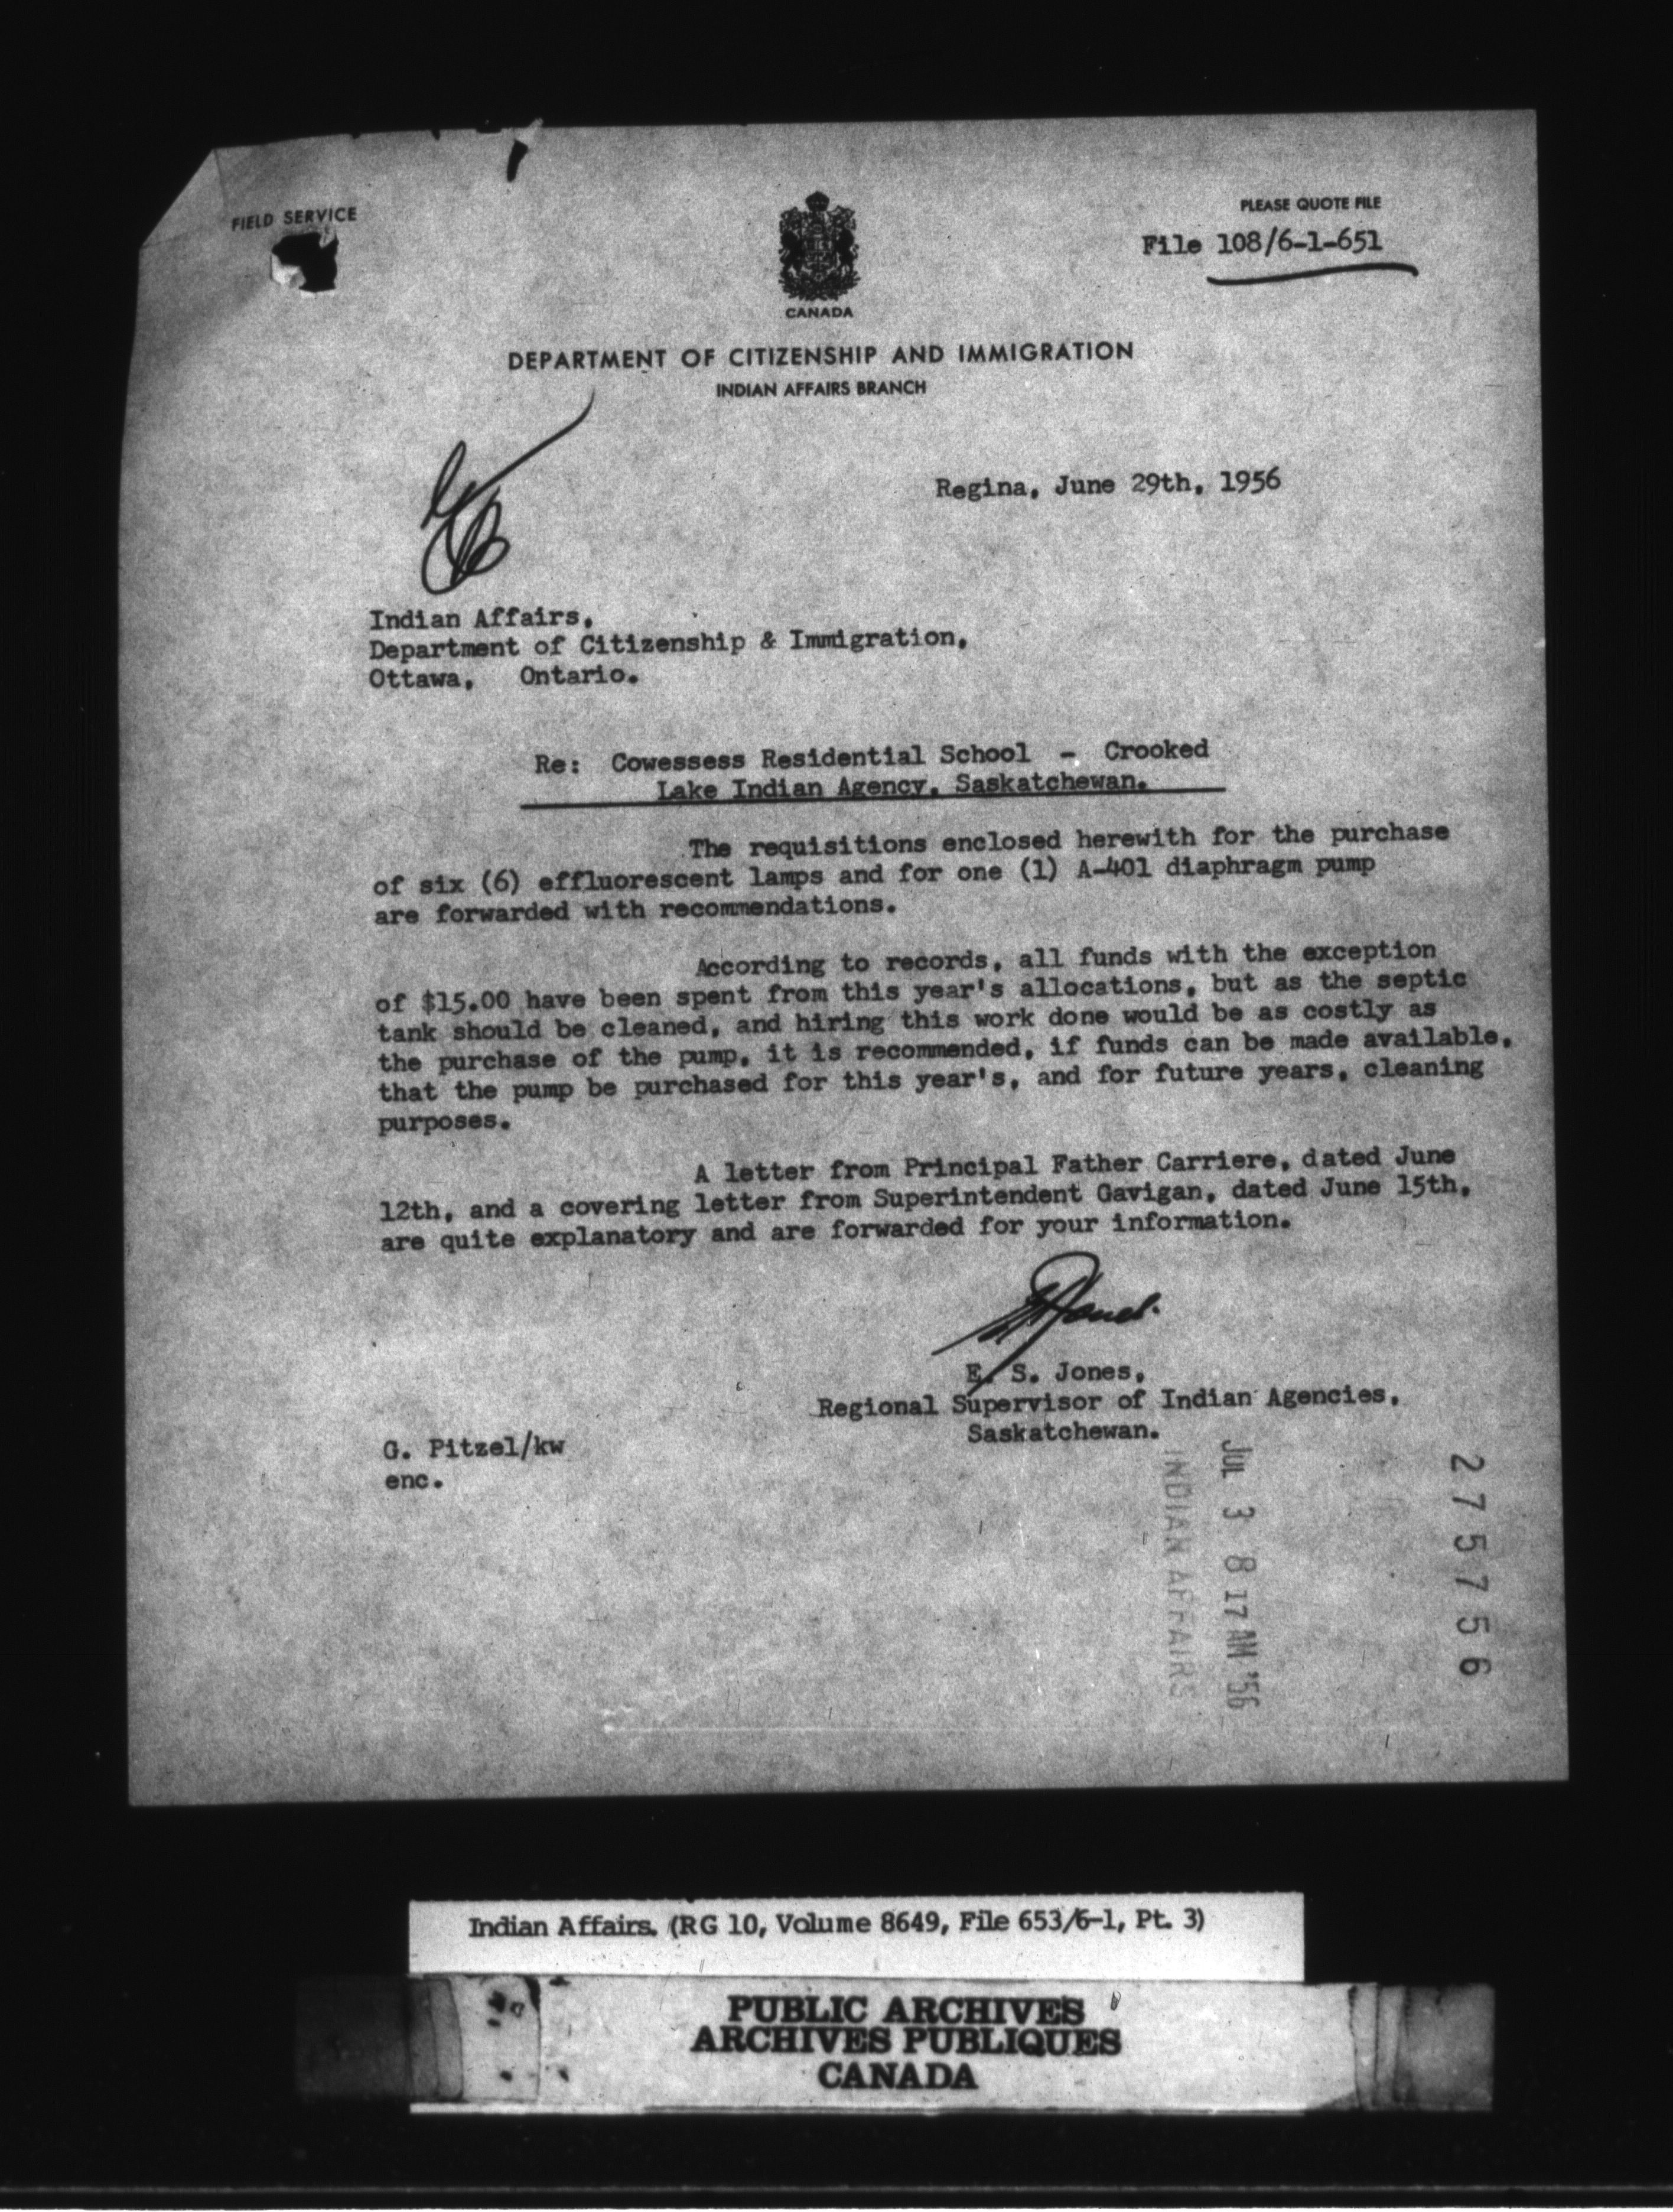 FIELD SERVICE
PLEASE QUOTE FILE
File 108/6-1-651
CANADA
DEPARTMENT OF CITIZENSHIP AND IMMIGRATION
INDIAN AFFAIRS BRANCH
Regina, June 29th, 1956
Indian Affairs,
Department of Citizenship & Immigration,
Ottawa, Ontario.
Re: Cowessess Residential School - Crooked
Lake Indian Agency, Saskatchewan.
The requisitions enclosed herewith for the purchase
of six (6) effluorescent lamps and for one (1) A-401 diaphragm pump
are forwarded with recommendations.
According to records, all funds with the exception
of $15.00 have been spent from this year's allocations, but as the septic
tank should be cleaned, and hiring this work done would be as costly as
the purchase of the pump, it is recommended, if funds can be made available,
that the pump be purchased for this year's, and for future years, cleaning
purposes.
A letter from Principal Father Carriere, dated June
12th, and a covering letter from Superintendent Gavigan, dated June 15th,
are quite explanatory and are forwarded for your information.
E. S. Jones,
Regional Supervisor of Indian Agencies,
Saskatchewan.
G. Pitzel/kw
enc.
JUL 3 8 17 AM '56
INDIAN AFFAIRS
275756
Indian Affairs. (RG 10, Volume 8649, File 653/6-1, Pt. 3)
PUBLIC ARCHIVES
ARCHIVES PUBLIQUES
CANADA